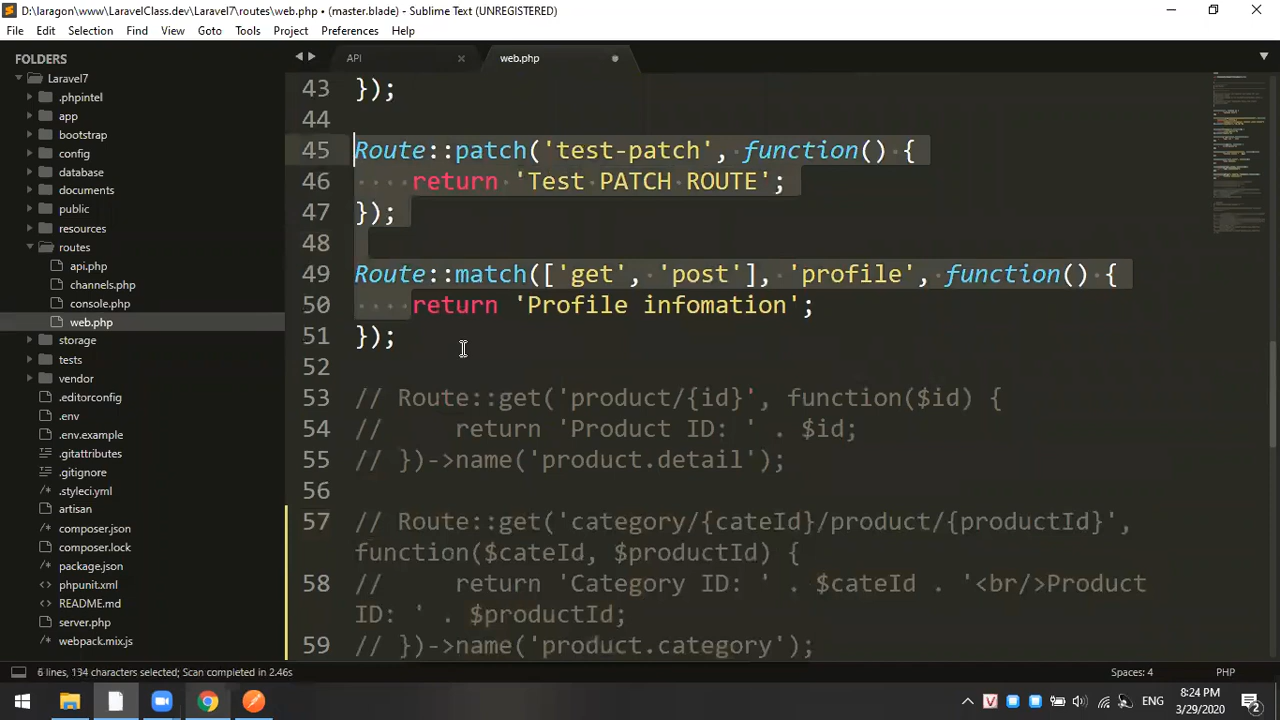 D:\laragon\www\LaravelClass.dev\Laravel7\routes\web.php • (master.blade) - Sublime Text (UNREGISTERED)
File Edit Selection Find View Goto Tools Project Preferences Help
FOLDERS
Laravel7
.phpintel
app
bootstrap
config
database
documents
public
resources
routes
api.php
channels.php
console.php
web.php
storage
tests
vendor
.editorconfig
.env
.env.example
.gitattributes
.gitignore
.styleci.yml
artisan
composer.json
composer.lock
package.json
phpunit.xml
README.md
server.php
webpack.mix.js
API
web.php
43 });
44
45 Route::patch('test-patch', function() {
46 return 'Test PATCH ROUTE';
47 });
48
49 Route::match(['get', 'post'], 'profile', function() {
50 return 'Profile infomation';
51 });
52
53 // Route::get('product/{id}', function($id) {
54 // return 'Product ID: ' . $id;
55 // })->name('product.detail');
56
57 // Route::get('category/{cateId}/product/{productId}',
function($cateId, $productId) {
58 // return 'Category ID: ' . $cateId . '<br/>Product
ID: ' . $productId;
59 // })->name('product.category');
6 lines, 134 characters selected; Scan completed in 2.46s
Spaces: 4
PHP
ENG
8:24 PM
3/29/2020
2